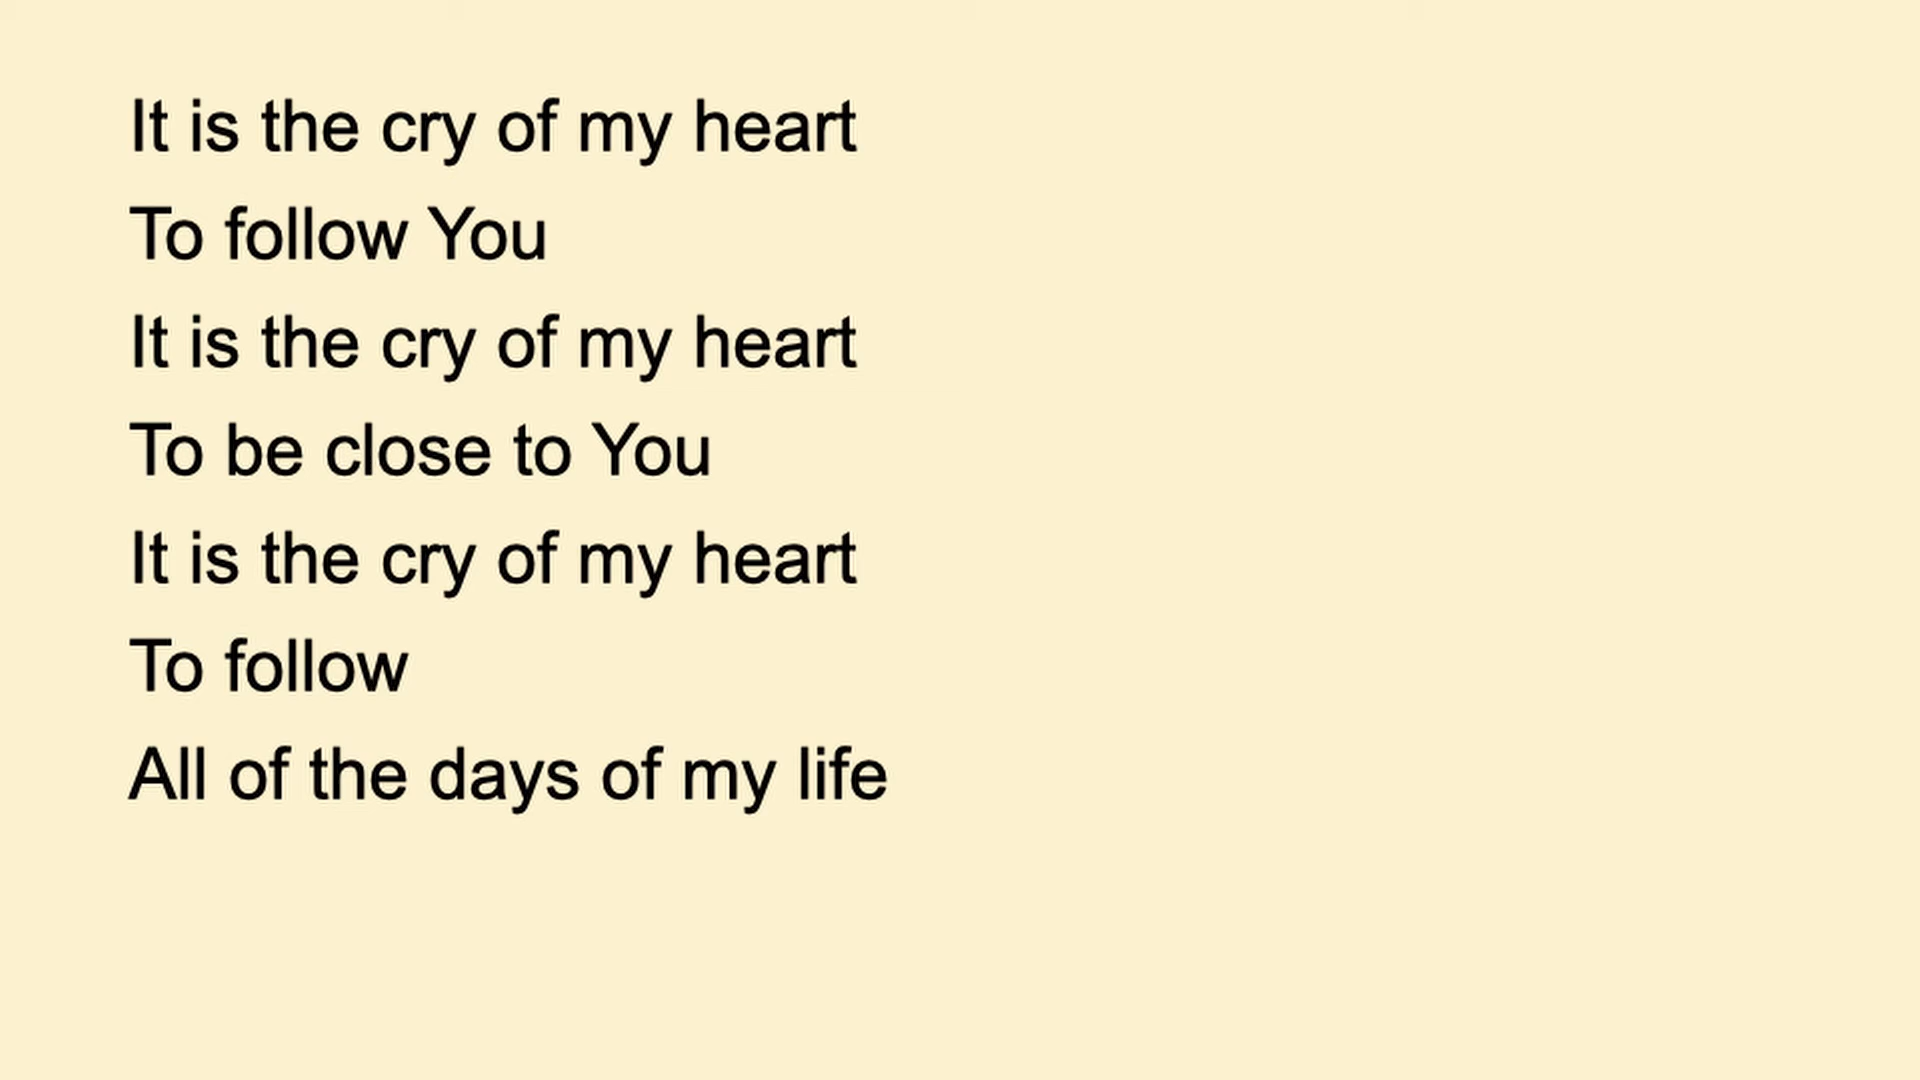 It is the cry of my heart
To follow You
It is the cry of my heart
To be close to You
It is the cry of my heart
To follow
All of the days of my life